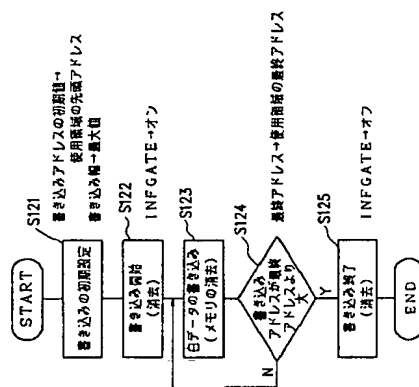 START
S121
書き込みの初期設定
書き込みアドレスの初期値→
使用領域の先頭アドレス
書き込み幅→最大値
S122
書き込み開始
(消去)
INFGATE→オン
S123
白データの書き込み
(メモリの消去)
S124
書き込み
アドレスが最終
アドレスより
大
最終アドレス→使用領域の最終アドレス
N
Y
S125
書き込み終了
(消去)
INFGATE→オフ
END